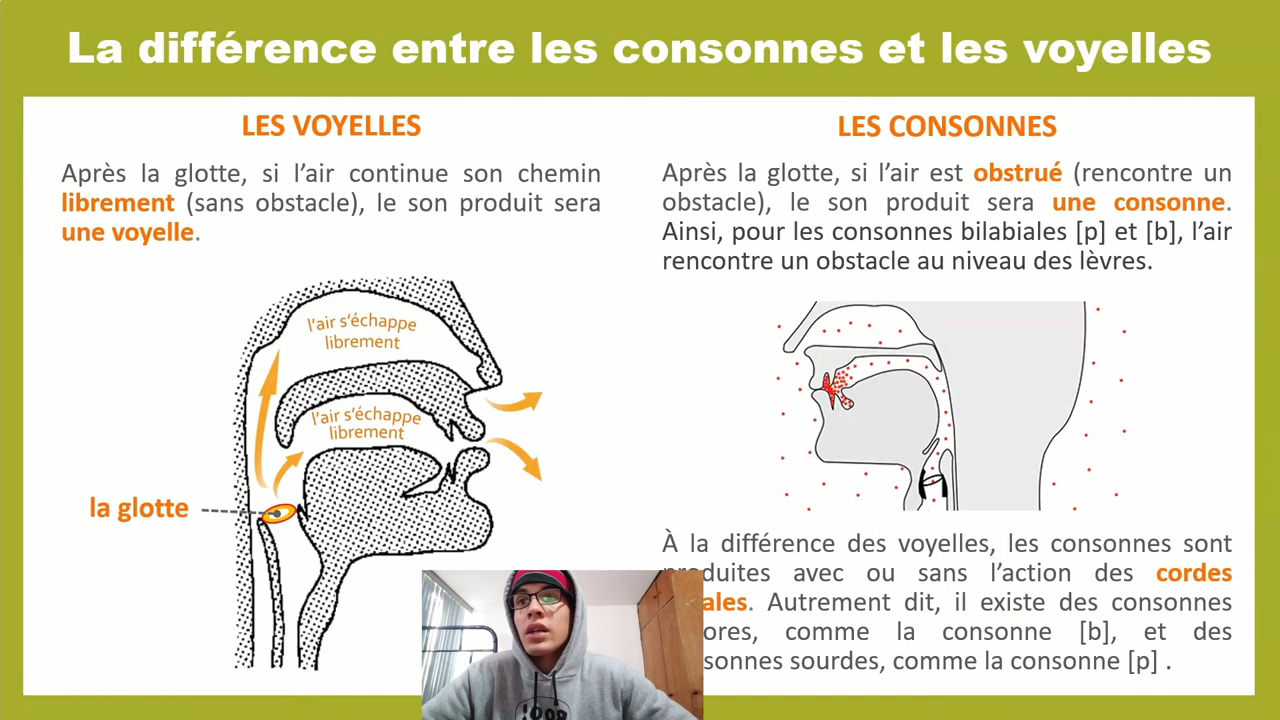 La différence entre les consonnes et les voyelles
LES VOYELLES
Après la glotte, si l’air continue son chemin
librement (sans obstacle), le son produit sera
une voyelle.
l’air s’échappe
librement
l’air s’échappe
librement
la glotte
LES CONSONNES
Après la glotte, si l’air est obstrué (rencontre un
obstacle), le son produit sera une consonne.
Ainsi, pour les consonnes bilabiales [p] et [b], l’air
rencontre un obstacle au niveau des lèvres.
À la différence des voyelles, les consonnes sont
duites avec ou sans l’action des cordes
ales. Autrement dit, il existe des consonnes
ores, comme la consonne [b], et des
sonnes sourdes, comme la consonne [p] .